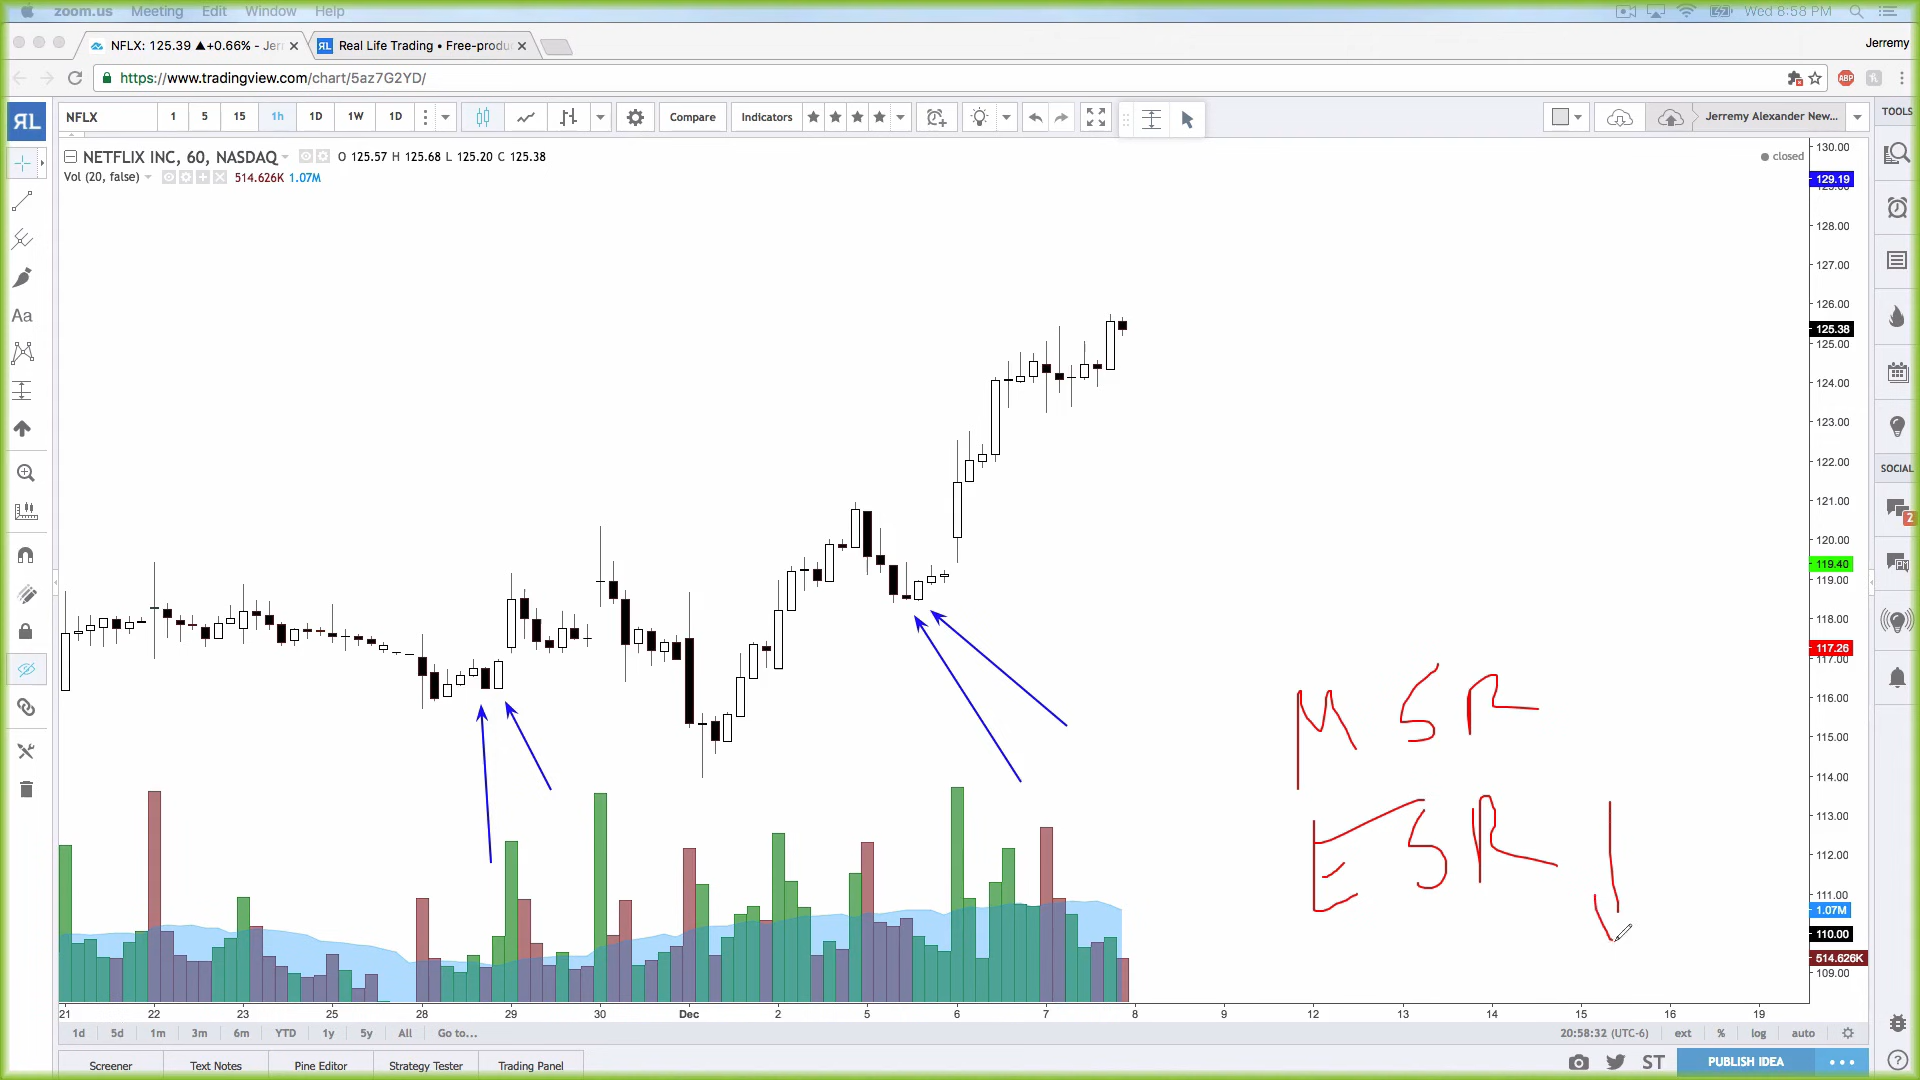 zoom.us Meeting Edit Window Help Wed 8:58 PM
NFLX: 125.39 ▲+0.66% - Jer Real Life Trading • Free-produ Jerremy
https://www.tradingview.com/chart/5az7G2YD/ ABP
RL NFLX 1 5 15 1h 1D 1W 1D Compare Indicators Jerremy Alexander New... TOOLS
NETFLIX INC, 60, NASDAQ O 125.57 H 125.68 L 125.20 C 125.38 closed
Vol (20, false) 514.626K 1.07M
130.00
129.19
128.00
127.00
126.00
125.38
125.00
124.00
123.00
122.00
121.00
120.00
119.40
119.00
118.00
117.26
117.00
116.00
115.00
114.00
113.00
112.00
111.00
1.07M
110.00
514.626K
109.00
Aa
SOCIAL
2
M S R
E S R
21 22 23 25 28 29 30 Dec 2 5 6 7 8 9 12 13 14 15 16 19
1d 5d 1m 3m 6m YTD 1y 5y All Go to... 20:58:32 (UTC-6) ext % log auto
Screener Text Notes Pine Editor Strategy Tester Trading Panel ST PUBLISH IDEA